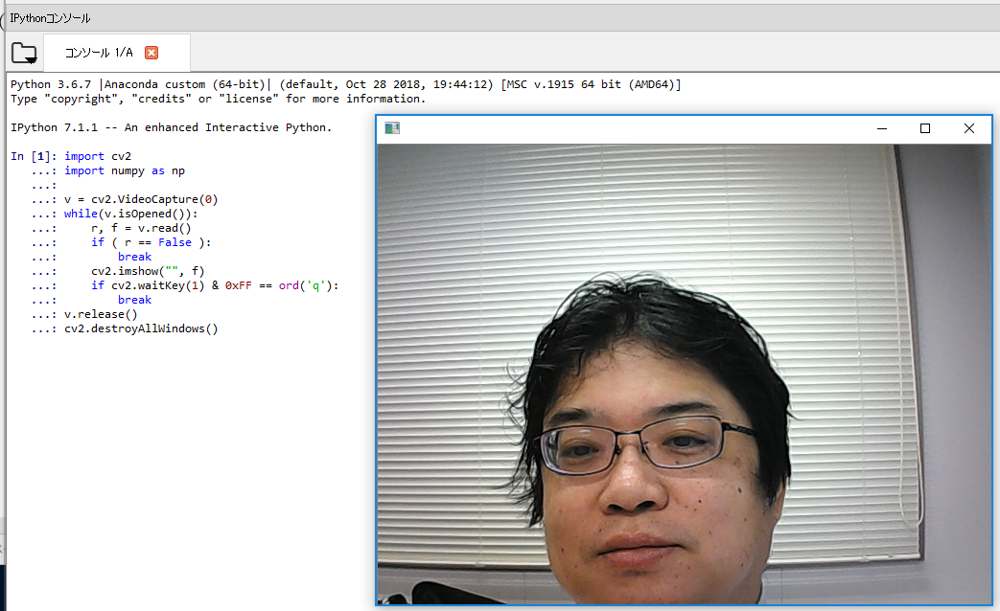 IPythonコンソール
コンソール 1/A
Python 3.6.7 |Anaconda custom (64-bit)| (default, Oct 28 2018, 19:44:12) [MSC v.1915 64 bit (AMD64)]
Type "copyright", "credits" or "license" for more information.
IPython 7.1.1 -- An enhanced Interactive Python.
In [1]: import cv2
   ...: import numpy as np
   ...:
   ...: v = cv2.VideoCapture(0)
   ...: while(v.isOpened()):
   ...:     r, f = v.read()
   ...:     if ( r == False ):
   ...:         break
   ...:     cv2.imshow("", f)
   ...:     if cv2.waitKey(1) & 0xFF == ord('q'):
   ...:         break
   ...: v.release()
   ...: cv2.destroyAllWindows()